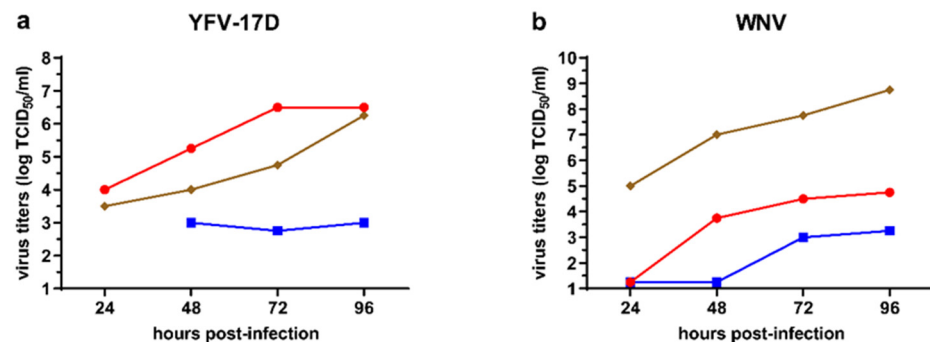 a YFV-17D
virus titers (log TCID50/ml)
8
7
6
5
4
3
2
1
24 48 72 96
hours post-infection
b WNV
virus titers (log TCID50/ml)
10
9
8
7
6
5
4
3
2
1
24 48 72 96
hours post-infection